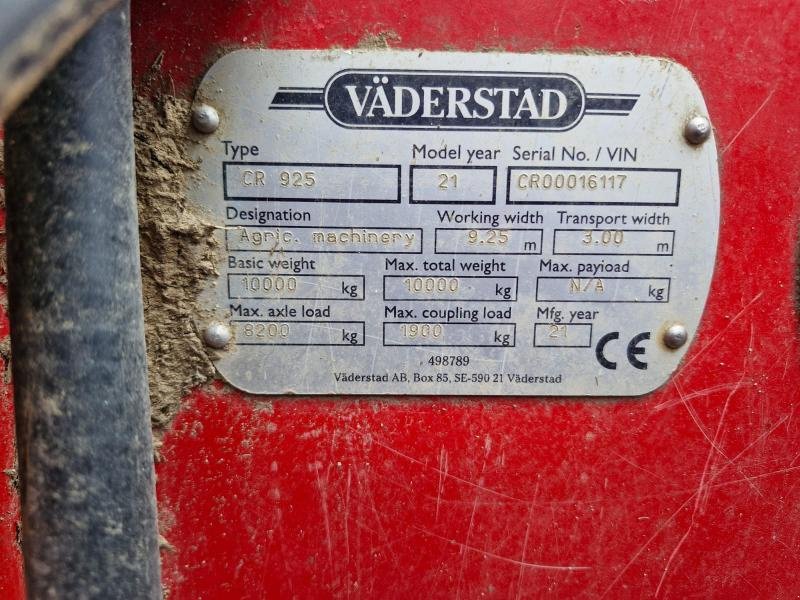 VÄDERSTAD
Type Model year Serial No. / VIN
CR 925 21 CR00016117
Designation Working width Transport width
Agric. machinery 9.25 m 3.00 m
Basic weight Max. total weight Max. payload
10000 kg 10000 kg N/A kg
Max. axle load Max. coupling load Mfg. year
8200 kg 1900 kg 21
CE
498789
Väderstad AB, Box 85, SE-590 21 Väderstad